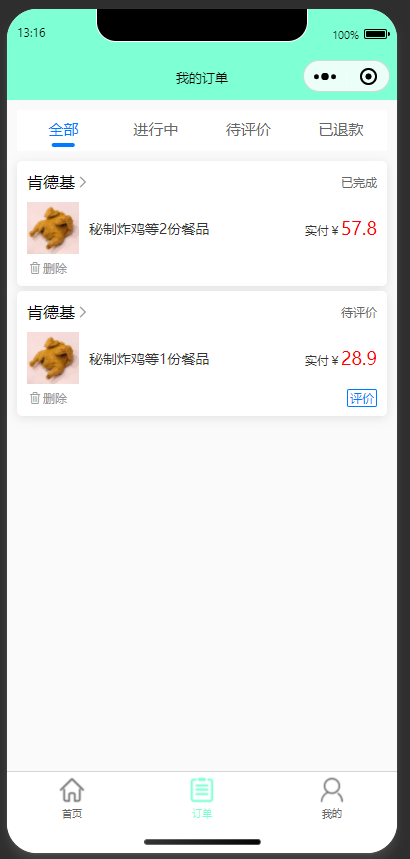 13:16
100%
我的订单
全部 进行中 待评价 已退款
肯德基 已完成
秘制炸鸡等2份餐品 实付￥57.8
删除
肯德基 待评价
秘制炸鸡等1份餐品 实付￥28.9
删除 评价
首页 订单 我的